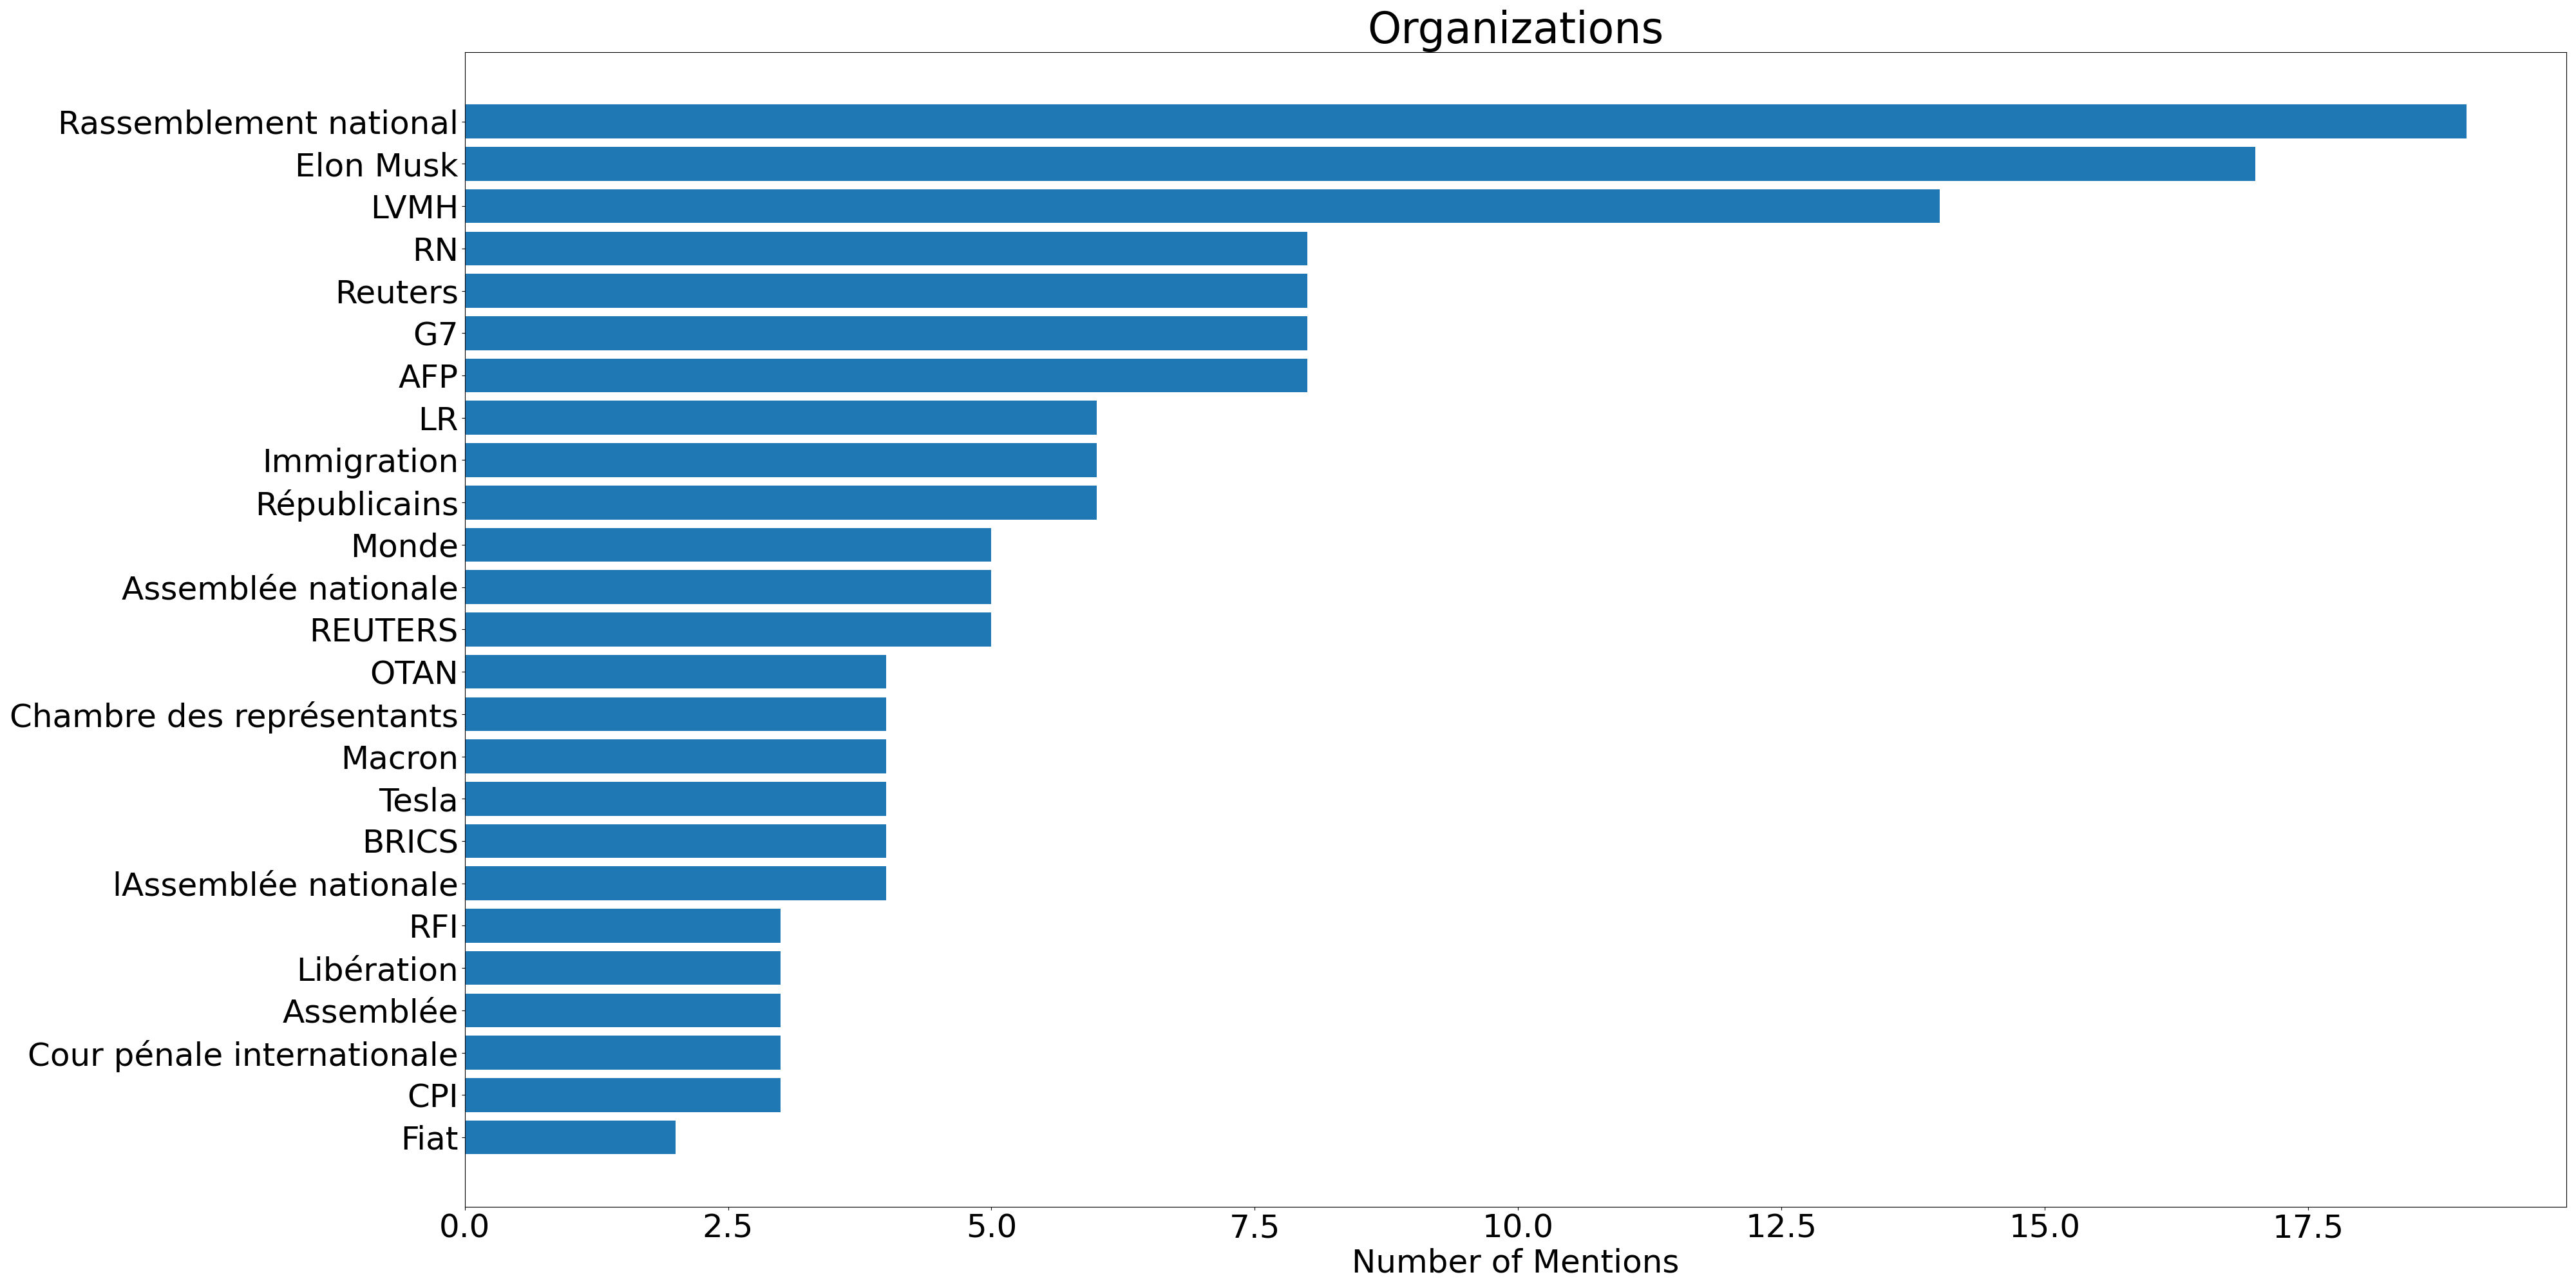 Organizations
Rassemblement national
Elon Musk
LVMH
RN
Reuters
G7
AFP
LR
Immigration
Républicains
Monde
Assemblée nationale
REUTERS
OTAN
Chambre des représentants
Macron
Tesla
BRICS
lAssemblée nationale
RFI
Libération
Assemblée
Cour pénale internationale
CPI
Fiat
0.0 2.5 5.0 7.5 10.0 12.5 15.0 17.5
Number of Mentions